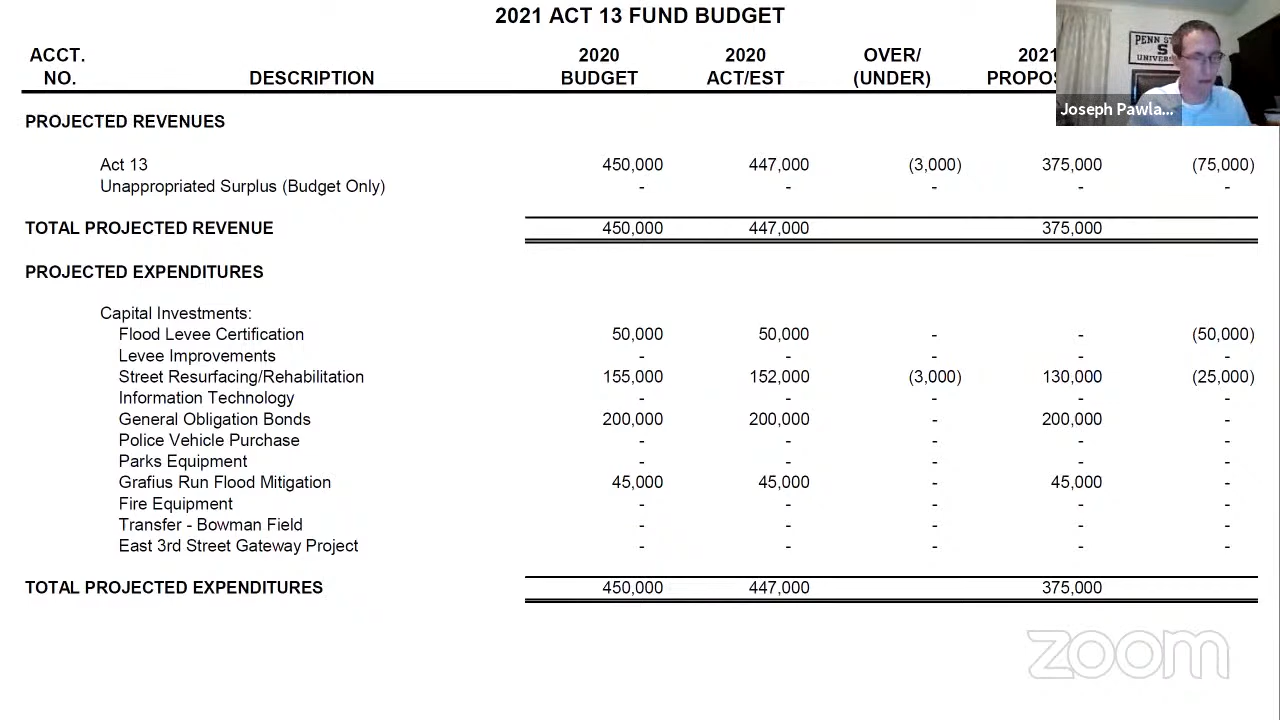 2021 ACT 13 FUND BUDGET
ACCT. 2020 2020 OVER/ 2021
NO. DESCRIPTION BUDGET ACT/EST (UNDER) PROPOS
PENN ST
S
UNIVERS
Joseph Pawla...
PROJECTED REVENUES
Act 13 450,000 447,000 (3,000) 375,000 (75,000)
Unappropriated Surplus (Budget Only) - - - - -
TOTAL PROJECTED REVENUE 450,000 447,000 375,000
PROJECTED EXPENDITURES
Capital Investments:
Flood Levee Certification 50,000 50,000 - - (50,000)
Levee Improvements - - - - -
Street Resurfacing/Rehabilitation 155,000 152,000 (3,000) 130,000 (25,000)
Information Technology - - - - -
General Obligation Bonds 200,000 200,000 - 200,000 -
Police Vehicle Purchase - - - - -
Parks Equipment - - - - -
Grafius Run Flood Mitigation 45,000 45,000 - 45,000 -
Fire Equipment - - - - -
Transfer - Bowman Field - - - - -
East 3rd Street Gateway Project - - - - -
TOTAL PROJECTED EXPENDITURES 450,000 447,000 375,000
zoom